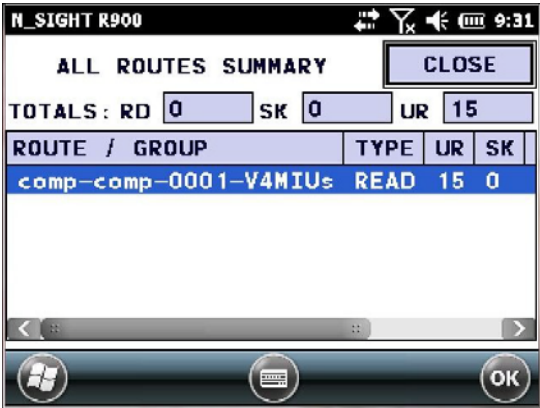 N_SIGHT R900 9:31
ALL ROUTES SUMMARY CLOSE
TOTALS: RD 0 SK 0 UR 15
ROUTE / GROUP TYPE UR SK
comp-comp-0001-V4MIUs READ 15 0
OK